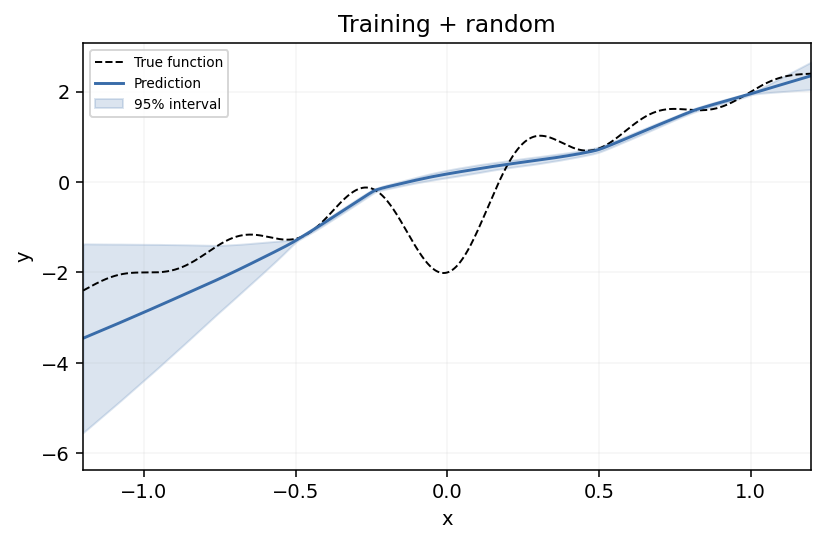 Training + random
True function
Prediction
95% interval
y
2
0
−2
−4
−6
−1.0
−0.5
0.0
0.5
1.0
x